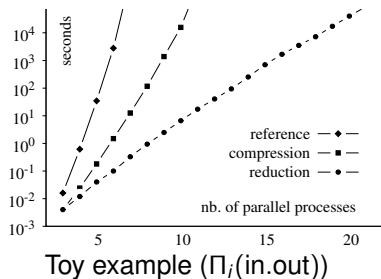 seconds
10^4
10^3
10^2
10^1
10^0
10^-1
10^-2
10^-3
reference
compression
reduction
nb. of parallel processes
5 10 15 20
Toy example (Π_i(in.out))